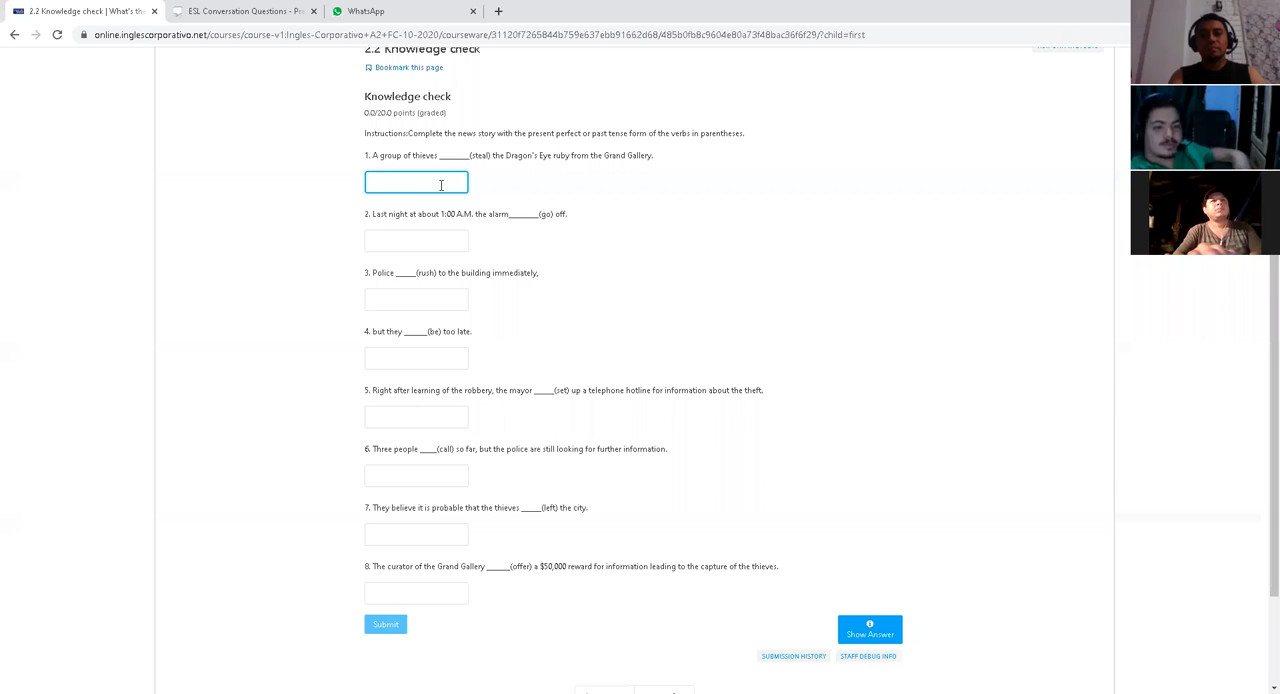 2.2 Knowledge check | What's the
ESL Conversation Questions - Pre
WhatsApp
online.inglescorporativo.net/courses/course-v1:Ingles-Corporativo+A2+FC-10-2020/courseware/31120f7265844b759e637ebb91662d68/485b0fb8c9604e80a73f48bac36f6f29/?child=first
2.2 Knowledge check
Bookmark this page
Knowledge check
0.0/20.0 points (graded)
Instructions:Complete the news story with the present perfect or past tense form of the verbs in parentheses.
1. A group of thieves _______(steal) the Dragon's Eye ruby from the Grand Gallery.
2. Last night at about 1:00 A.M. the alarm_______(go) off.
3. Police _____(rush) to the building immediately,
4. but they _____(be) too late.
5. Right after learning of the robbery, the mayor _____(set) up a telephone hotline for information about the theft.
6. Three people ____(call) so far, but the police are still looking for further information.
7. They believe it is probable that the thieves _____(left) the city.
8. The curator of the Grand Gallery _____(offer) a $50,000 reward for information leading to the capture of the thieves.
Submit
Show Answer
SUBMISSION HISTORY
STAFF DEBUG INFO